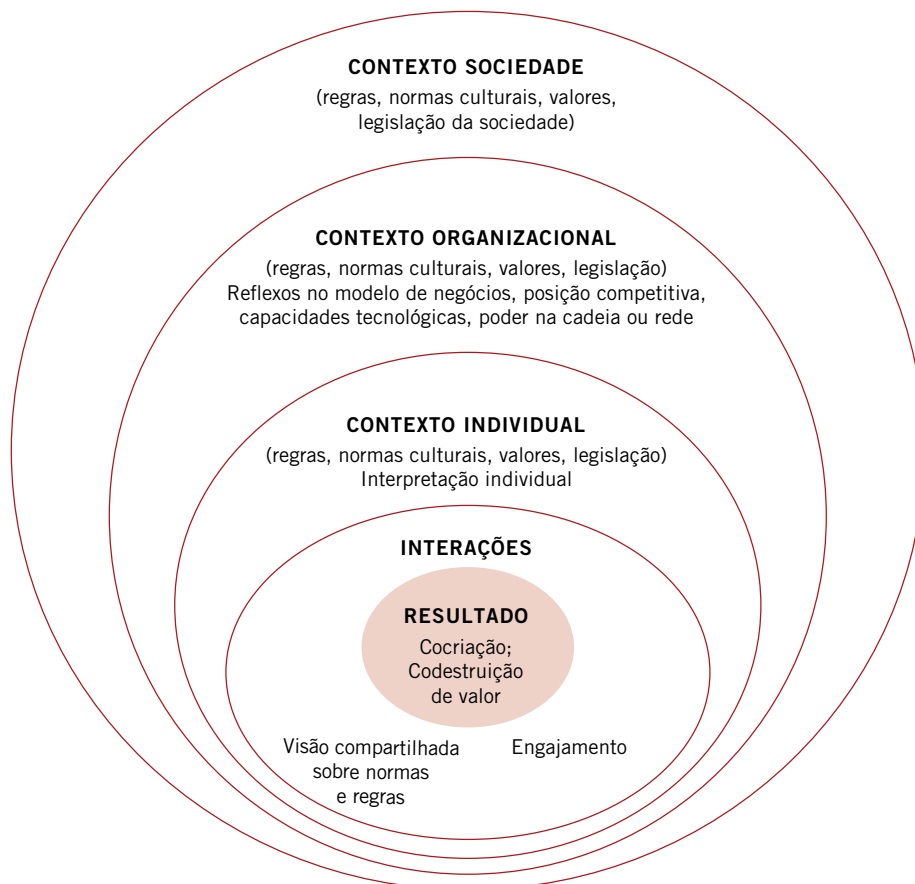 CONTEXTO SOCIEDADE
(regras, normas culturais, valores,
legislação da sociedade)
CONTEXTO ORGANIZACIONAL
(regras, normas culturais, valores, legislação)
Reflexos no modelo de negócios, posição competitiva,
capacidades tecnológicas, poder na cadeia ou rede
CONTEXTO INDIVIDUAL
(regras, normas culturais, valores, legislação)
Interpretação individual
INTERAÇÕES
RESULTADO
Cocriação;
Codestruição
de valor
Visão compartilhada
sobre normas
e regras
Engajamento